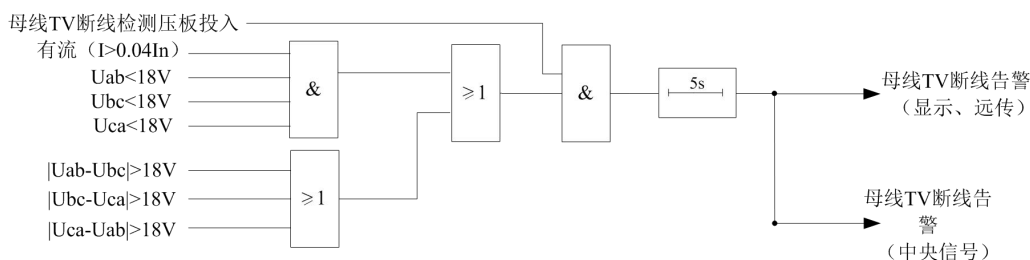 母线TV断线检测压板投入
有流（I>0.04In）
Uab<18V
Ubc<18V
Uca<18V
&
≥1
&
5s
母线TV断线告警
（显示、远传）
|Uab-Ubc|>18V
|Ubc-Uca|>18V
|Uca-Uab|>18V
≥1
母线TV断线告
警
（中央信号）